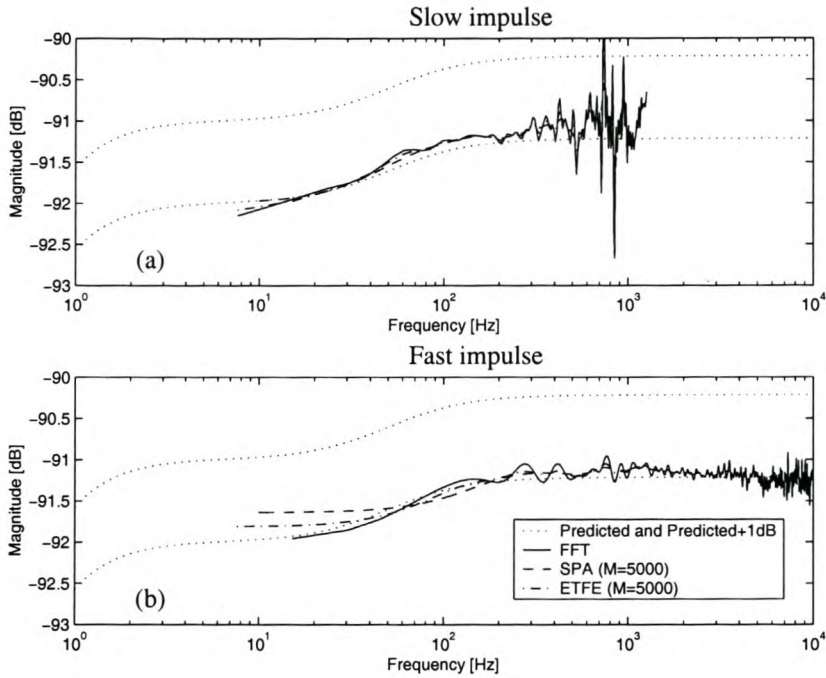 Slow impulse
Magnitude [dB]
-90
-90.5
-91
-91.5
-92
-92.5
-93
(a)
10^0
10^1
10^2
10^3
10^4
Frequency [Hz]
Fast impulse
Magnitude [dB]
-90
-90.5
-91
-91.5
-92
-92.5
-93
Predicted and Predicted+1dB
FFT
SPA (M=5000)
ETFE (M=5000)
(b)
10^0
10^1
10^2
10^3
10^4
Frequency [Hz]